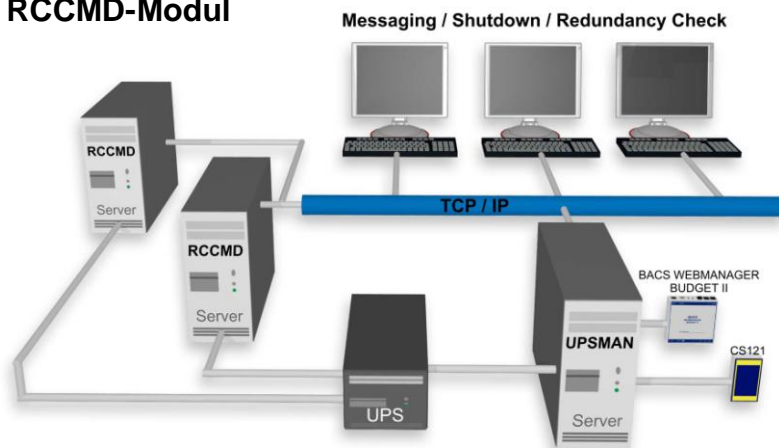 RCCMD-Modul
Messaging / Shutdown / Redundancy Check
RCCMD
Server
TCP / IP
RCCMD
Server
BACS WEBMANAGER
BUDGET II
UPSMAN
CS121
UPS
Server